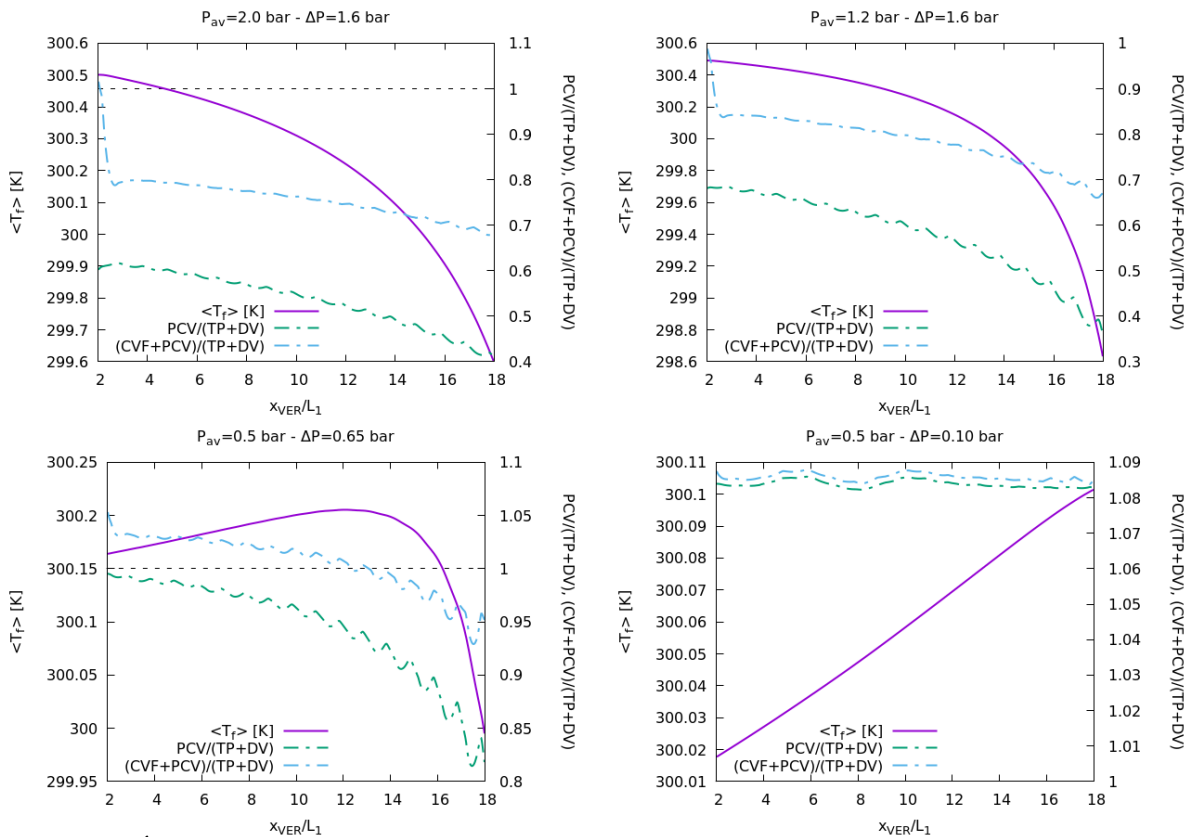 P_av=2.0 bar - ΔP=1.6 bar
300.6
300.5
300.4
300.3
300.2
300.1
300
299.9
299.8
299.7
299.6
<T_f> [K]
2 4 6 8 10 12 14 16 18
x_VER/L_1
1.1
1
0.9
0.8
0.7
0.6
0.5
0.4
PCV/(TP+DV), (CVF+PCV)/(TP+DV)
<T_f> [K]
PCV/(TP+DV)
(CVF+PCV)/(TP+DV)
P_av=1.2 bar - ΔP=1.6 bar
300.6
300.4
300.2
300
299.8
299.6
299.4
299.2
299
298.8
298.6
<T_f> [K]
2 4 6 8 10 12 14 16 18
x_VER/L_1
1
0.9
0.8
0.7
0.6
0.5
0.4
0.3
PCV/(TP+DV), (CVF+PCV)/(TP+DV)
<T_f> [K]
PCV/(TP+DV)
(CVF+PCV)/(TP+DV)
P_av=0.5 bar - ΔP=0.65 bar
300.25
300.2
300.15
300.1
300.05
300
299.95
<T_f> [K]
2 4 6 8 10 12 14 16 18
x_VER/L_1
1.1
1.05
1
0.95
0.9
0.85
0.8
PCV/(TP+DV), (CVF+PCV)/(TP+DV)
<T_f> [K]
PCV/(TP+DV)
(CVF+PCV)/(TP+DV)
P_av=0.5 bar - ΔP=0.10 bar
300.11
300.1
300.09
300.08
300.07
300.06
300.05
300.04
300.03
300.02
300.01
<T_f> [K]
2 4 6 8 10 12 14 16 18
x_VER/L_1
1.09
1.08
1.07
1.06
1.05
1.04
1.03
1.02
1.01
1
PCV/(TP+DV), (CVF+PCV)/(TP+DV)
<T_f> [K]
PCV/(TP+DV)
(CVF+PCV)/(TP+DV)